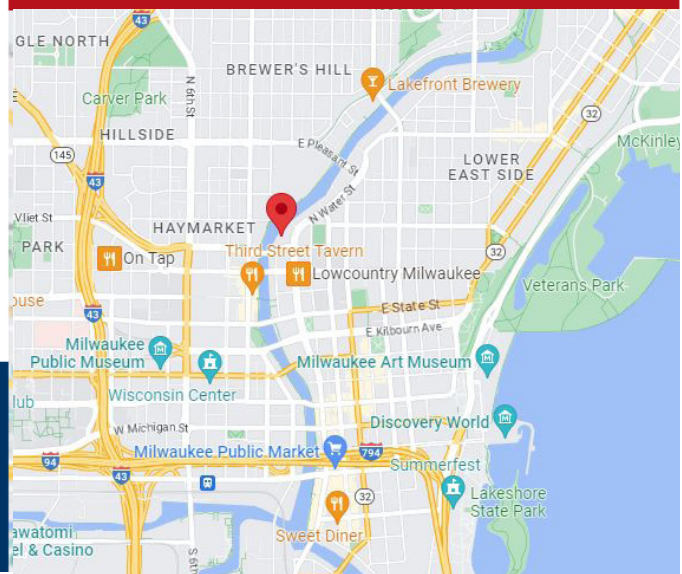 43
GLE NORTH
BREWER'S HILL
Lakefront Brewery
N 6th St
Carver Park
32
HILLSIDE
E Pleasant St
McKinley
145
LOWER
EAST SIDE
43
N Water St
Vliet St
HAYMARKET
PARK
Third Street Tavern
32
On Tap
Lowcountry Milwaukee
Veterans Park
ouse
E State St
43
E Kilbourn Ave
Milwaukee
Public Museum
Milwaukee Art Museum
Wisconsin Center
lub
Discovery World
W Michigan St
Milwaukee Public Market
794
94
Summerfest
43
32
Lakeshore
State Park
awatomi
el & Casino
S 6th
Sweet Diner